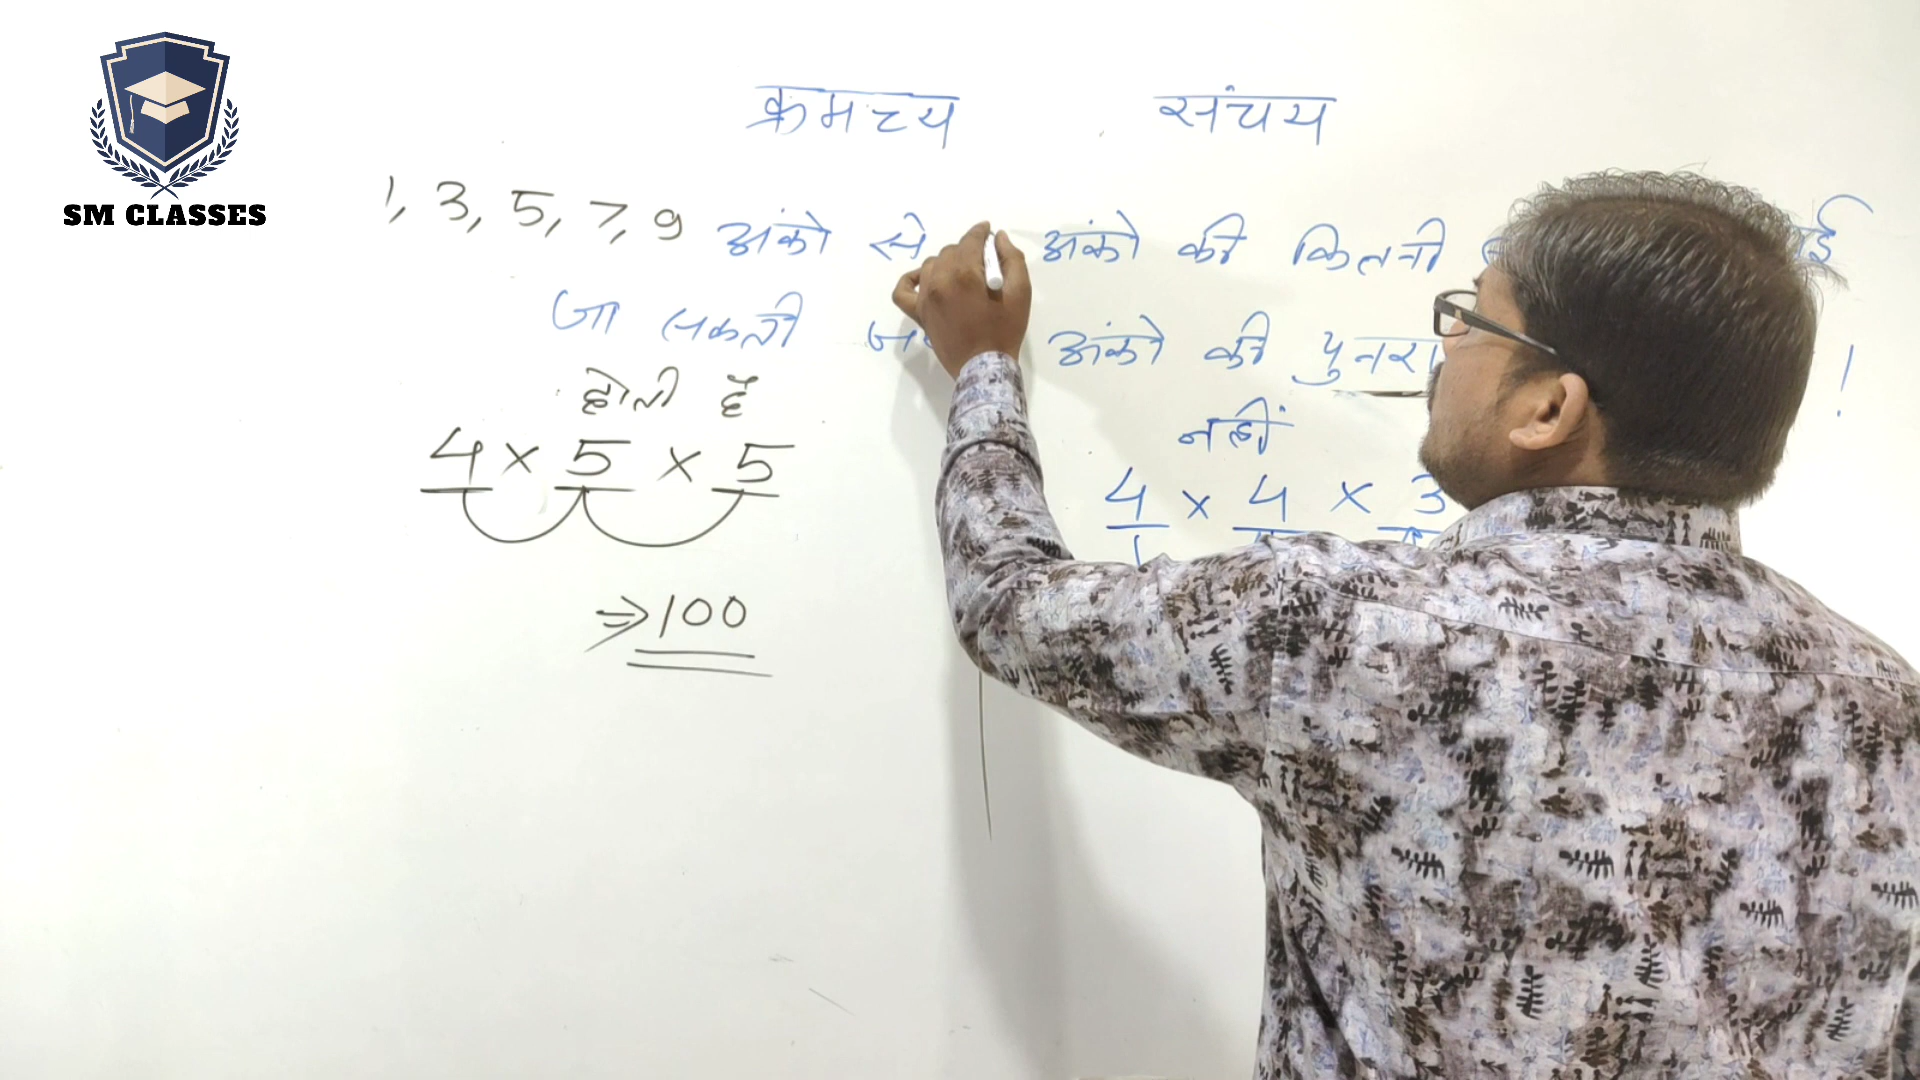 SM CLASSES
क्रमचय संचय
1, 3, 5, 7, 9 अंको से अंको की कितनी
जा सकती अंको की
होती है
नहीं
4 × 5 × 5
4 × 4 × 3
⇒ 100